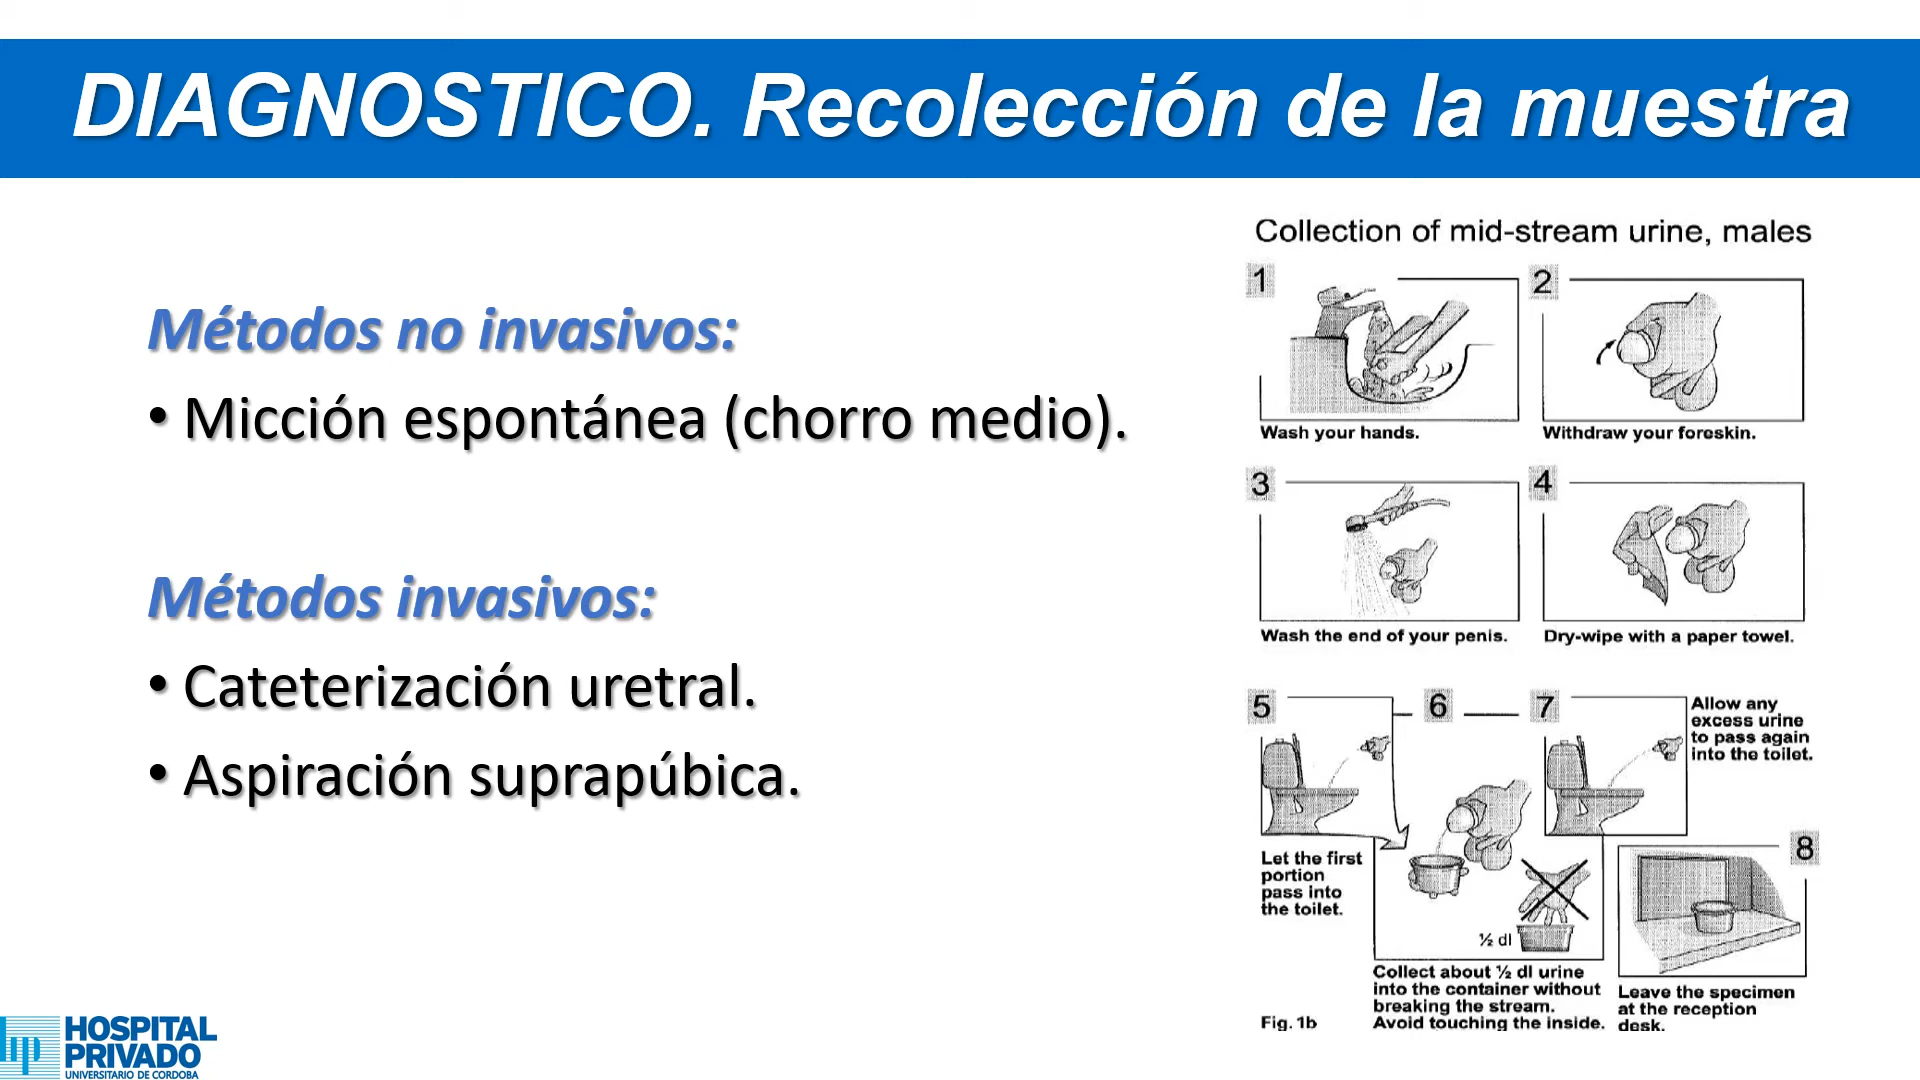 DIAGNOSTICO. Recolección de la muestra
Métodos no invasivos:
• Micción espontánea (chorro medio).
Métodos invasivos:
• Cateterización uretral.
• Aspiración suprapúbica.
Collection of mid-stream urine, males
1
Wash your hands.
2
Withdraw your foreskin.
3
Wash the end of your penis.
4
Dry-wipe with a paper towel.
5
Let the first
portion
pass into
the toilet.
6
½ dl
Collect about ½ dl urine
into the container without
breaking the stream.
Avoid touching the inside.
7
Allow any
excess urine
to pass again
into the toilet.
8
Leave the specimen
at the reception
desk.
Fig. 1b
hp
HOSPITAL
PRIVADO
UNIVERSITARIO DE CORDOBA